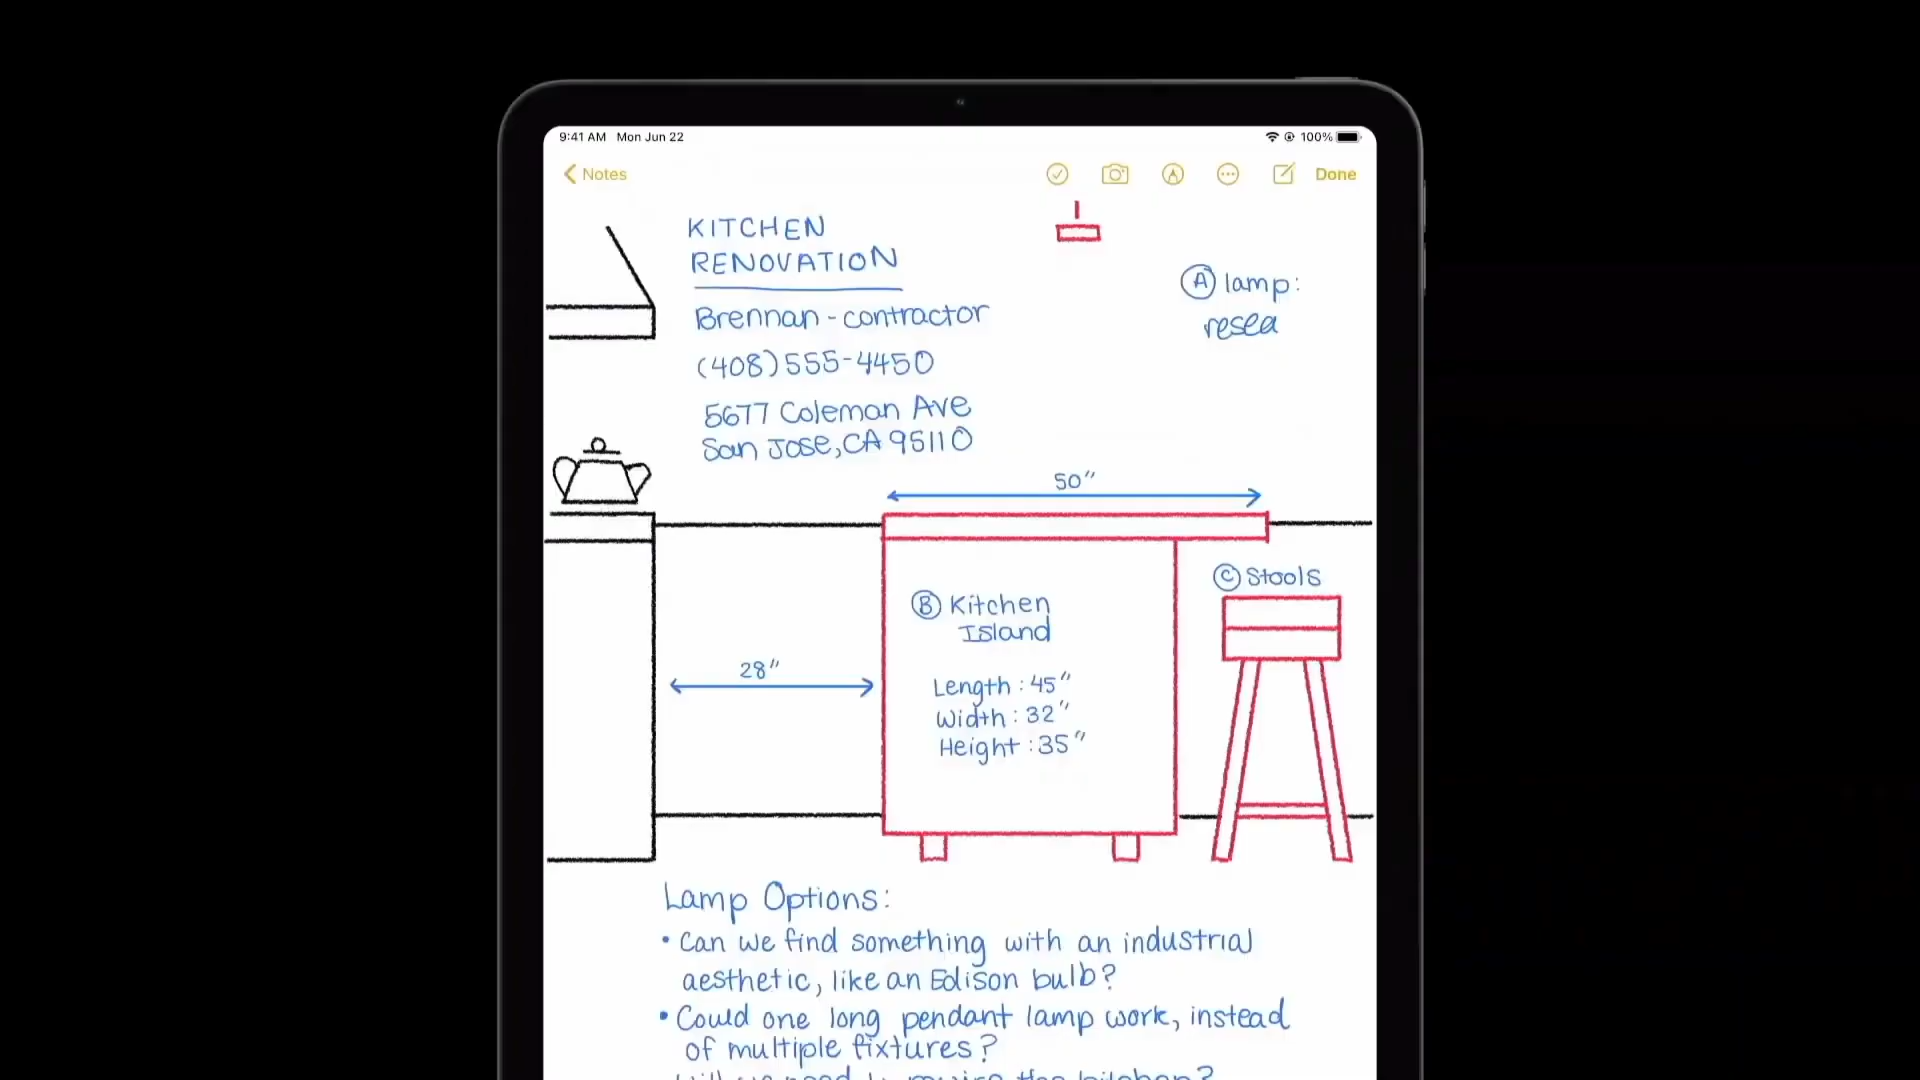 9:41 AM Mon Jun 22
100%
Notes
Done
KITCHEN
RENOVATION
Brennan - contractor
(408) 555-4450
5677 Coleman Ave
San Jose, CA 95110
A lamp:
resea
50"
C Stools
B Kitchen
Island
28"
Length : 45"
Width : 32"
Height : 35"
Lamp Options:
• Can we find something with an industrial
aesthetic, like an Edison bulb?
• Could one long pendant lamp work, instead
of multiple fixtures?